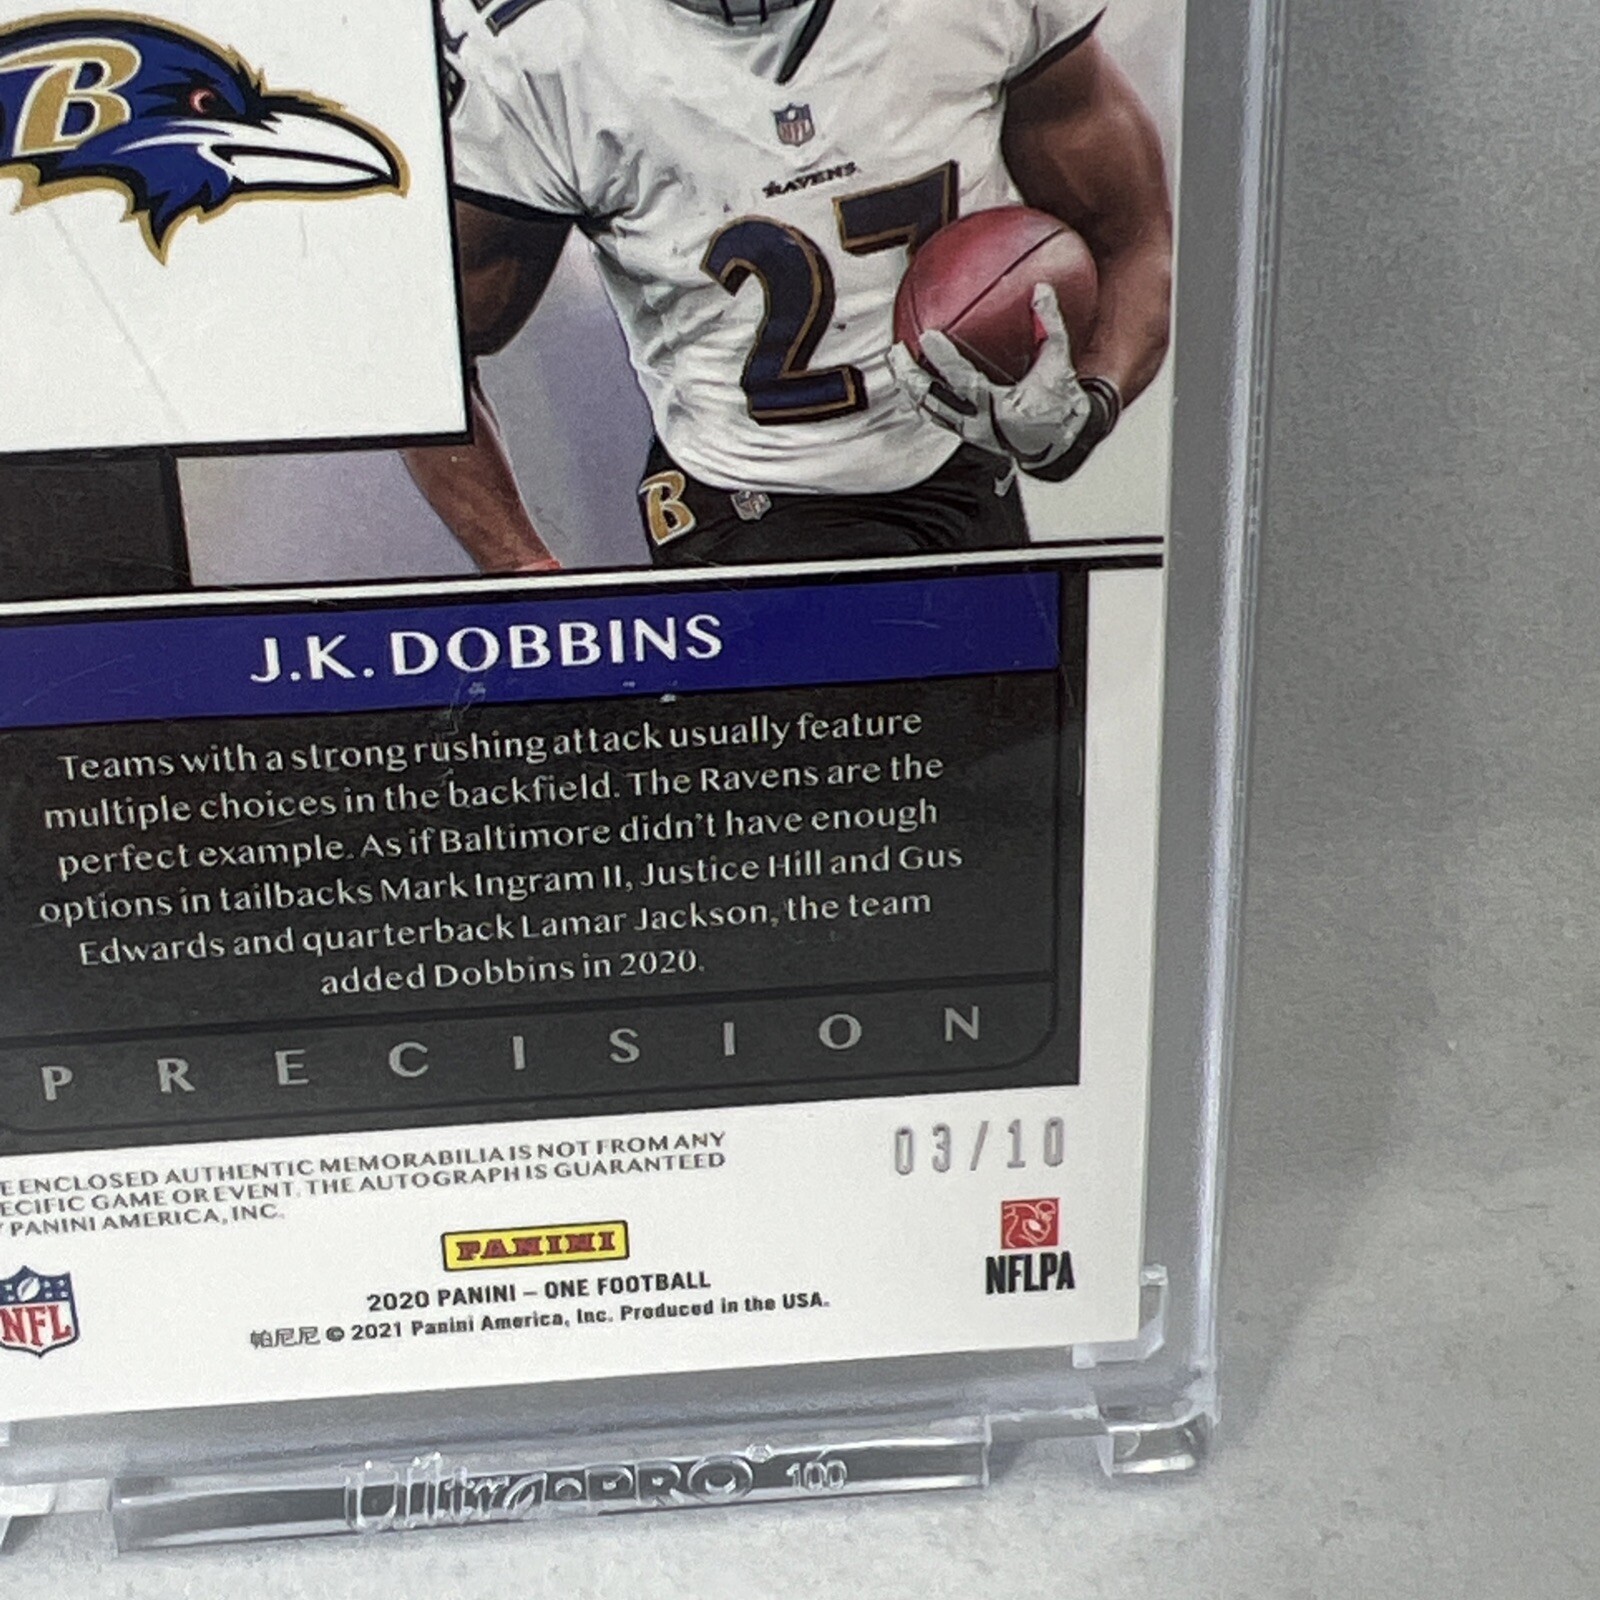 B
NFL
RAVENS
27
B
NFL
J.K. DOBBINS
Teams with a strong rushing attack usually feature
multiple choices in the backfield. The Ravens are the
perfect example. As if Baltimore didn't have enough
options in tailbacks Mark Ingram II, Justice Hill and Gus
Edwards and quarterback Lamar Jackson, the team
added Dobbins in 2020.
PRECISION
03/10
E ENCLOSED AUTHENTIC MEMORABILIA IS NOT FROM ANY
ECIFIC GAME OR EVENT. THE AUTOGRAPH IS GUARANTEED
Y PANINI AMERICA, INC.
PANINI
NFLPA
NFL
2020 PANINI – ONE FOOTBALL
帕尼尼 © 2021 Panini America, Inc. Produced in the USA.
Ultra·PRO® 100